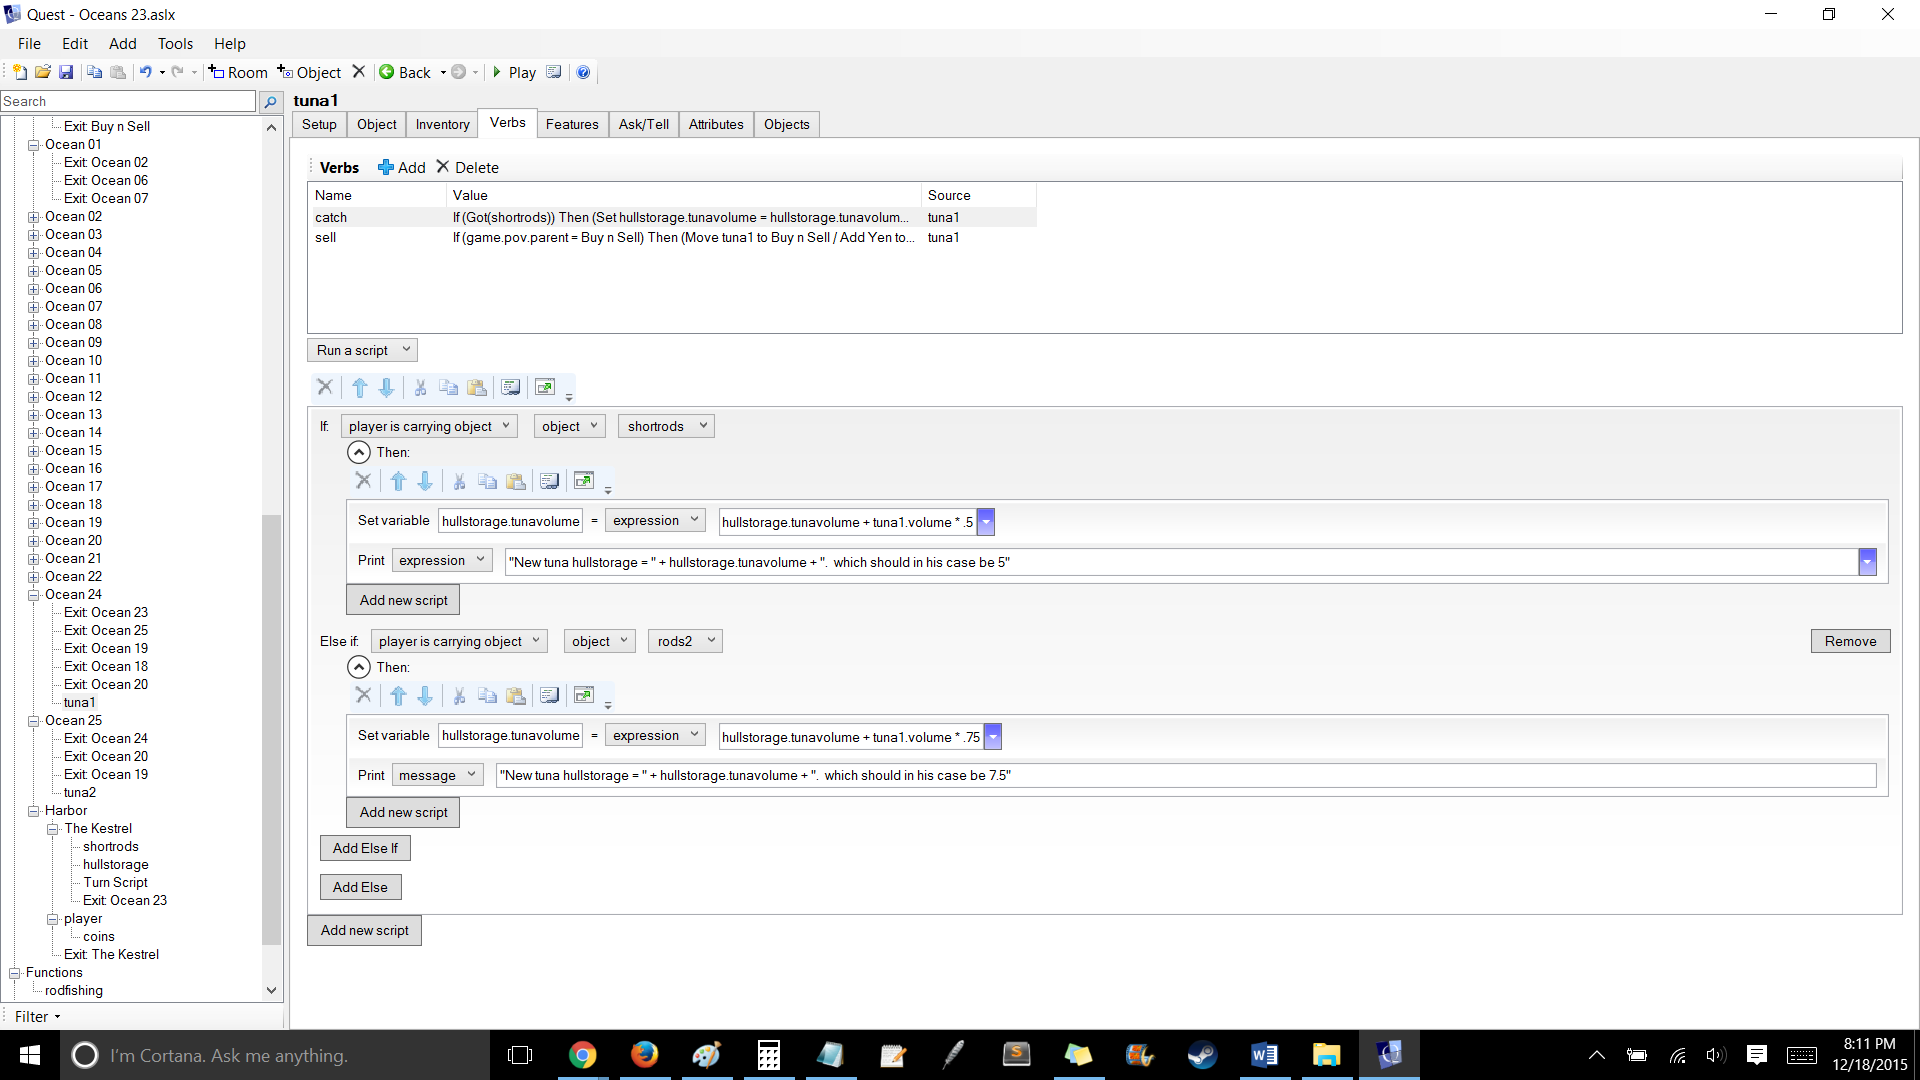 Quest - Oceans 23.aslx
File Edit Add Tools Help
Room Object Back Play
Search
Exit: Buy n Sell
Ocean 01
Exit: Ocean 02
Exit: Ocean 06
Exit: Ocean 07
Ocean 02
Ocean 03
Ocean 04
Ocean 05
Ocean 06
Ocean 07
Ocean 08
Ocean 09
Ocean 10
Ocean 11
Ocean 12
Ocean 13
Ocean 14
Ocean 15
Ocean 16
Ocean 17
Ocean 18
Ocean 19
Ocean 20
Ocean 21
Ocean 22
Ocean 24
Exit: Ocean 23
Exit: Ocean 25
Exit: Ocean 19
Exit: Ocean 18
Exit: Ocean 20
tuna1
Ocean 25
Exit: Ocean 24
Exit: Ocean 20
Exit: Ocean 19
tuna2
Harbor
The Kestrel
shortrods
hullstorage
Turn Script
Exit: Ocean 23
player
coins
Exit: The Kestrel
Functions
rodfishing
Filter
tuna1
Setup Object Inventory Verbs Features Ask/Tell Attributes Objects
Verbs Add Delete
Name Value Source
catch If (Got(shortrods)) Then (Set hullstorage.tunavolume = hullstorage.tunavolum... tuna1
sell If (game.pov.parent = Buy n Sell) Then (Move tuna1 to Buy n Sell / Add Yen to... tuna1
Run a script
If: player is carrying object object shortrods
Then:
Set variable hullstorage.tunavolume = expression hullstorage.tunavolume + tuna1.volume * .5
Print expression "New tuna hullstorage = " + hullstorage.tunavolume + ".  which should in his case be 5"
Add new script
Else if: player is carrying object object rods2 Remove
Then:
Set variable hullstorage.tunavolume = expression hullstorage.tunavolume + tuna1.volume * .75
Print message "New tuna hullstorage = " + hullstorage.tunavolume + ".  which should in his case be 7.5"
Add new script
Add Else If
Add Else
Add new script
I'm Cortana. Ask me anything.
8:11 PM
12/18/2015